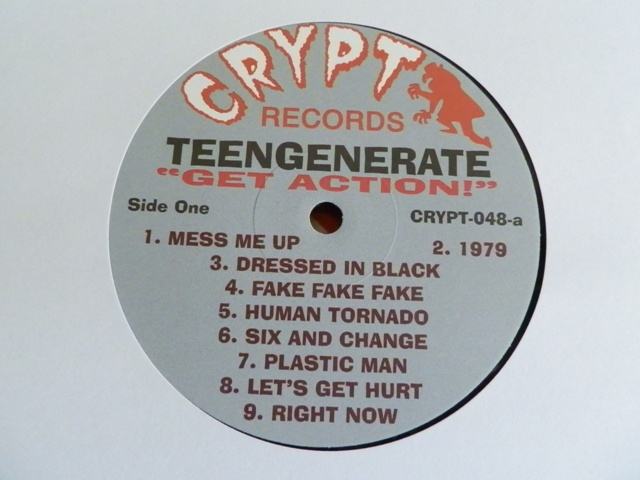 CRYPT
RECORDS
TEENGENERATE
"GET ACTION!"
Side One
CRYPT-048-a
1. MESS ME UP
2. 1979
3. DRESSED IN BLACK
4. FAKE FAKE FAKE
5. HUMAN TORNADO
6. SIX AND CHANGE
7. PLASTIC MAN
8. LET'S GET HURT
9. RIGHT NOW